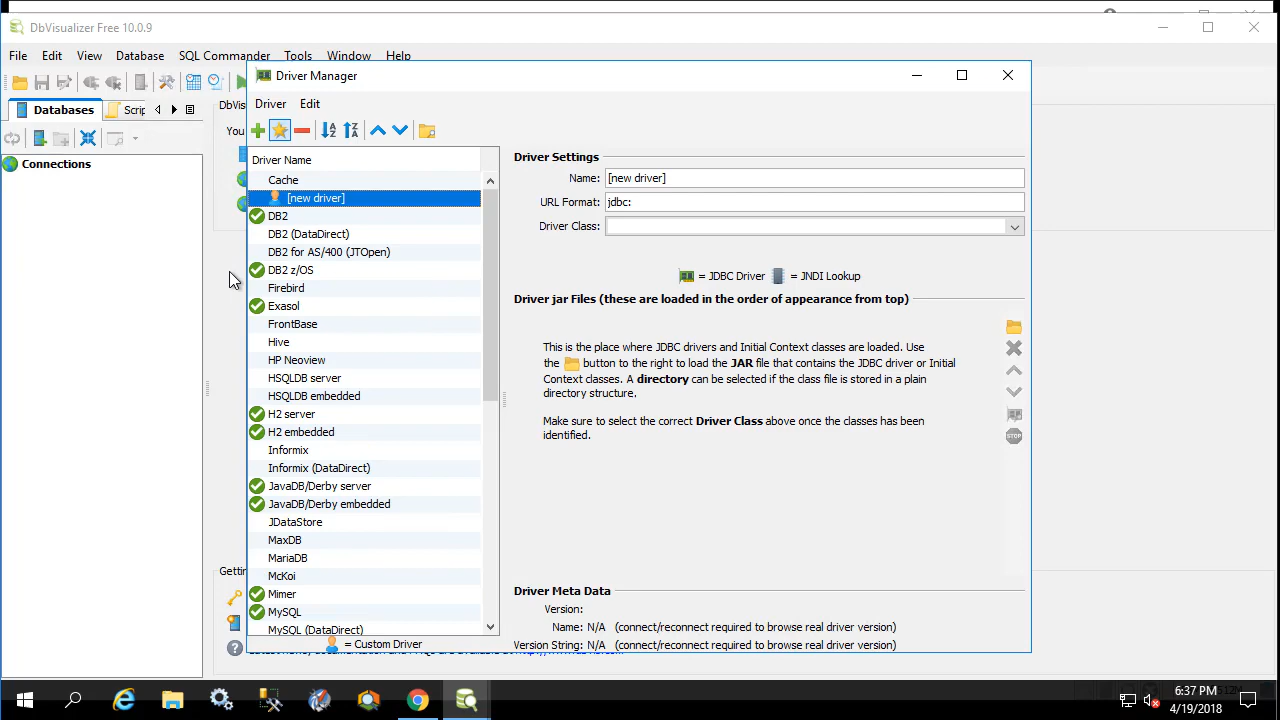 DbVisualizer Free 10.0.9
File Edit View Database SQL Commander Tools Window Help
Databases
Scrip
Connections
DbVis
You
Gettin
Driver Manager
Driver Edit
Driver Name
Cache
[new driver]
DB2
DB2 (DataDirect)
DB2 for AS/400 (JTOpen)
DB2 z/OS
Firebird
Exasol
FrontBase
Hive
HP Neoview
HSQLDB server
HSQLDB embedded
H2 server
H2 embedded
Informix
Informix (DataDirect)
JavaDB/Derby server
JavaDB/Derby embedded
JDataStore
MaxDB
MariaDB
McKoi
Mimer
MySQL
MySQL (DataDirect)
= Custom Driver
Driver Settings
Name: [new driver]
URL Format: jdbc:
Driver Class:
= JDBC Driver = JNDI Lookup
Driver jar Files (these are loaded in the order of appearance from top)
This is the place where JDBC drivers and Initial Context classes are loaded. Use
the button to the right to load the JAR file that contains the JDBC driver or Initial
Context classes. A directory can be selected if the class file is stored in a plain
directory structure.
Make sure to select the correct Driver Class above once the classes has been
identified.
STOP
Driver Meta Data
Version:
Name: N/A (connect/reconnect required to browse real driver version)
Version String: N/A (connect/reconnect required to browse real driver version)
6:37 PM
4/19/2018